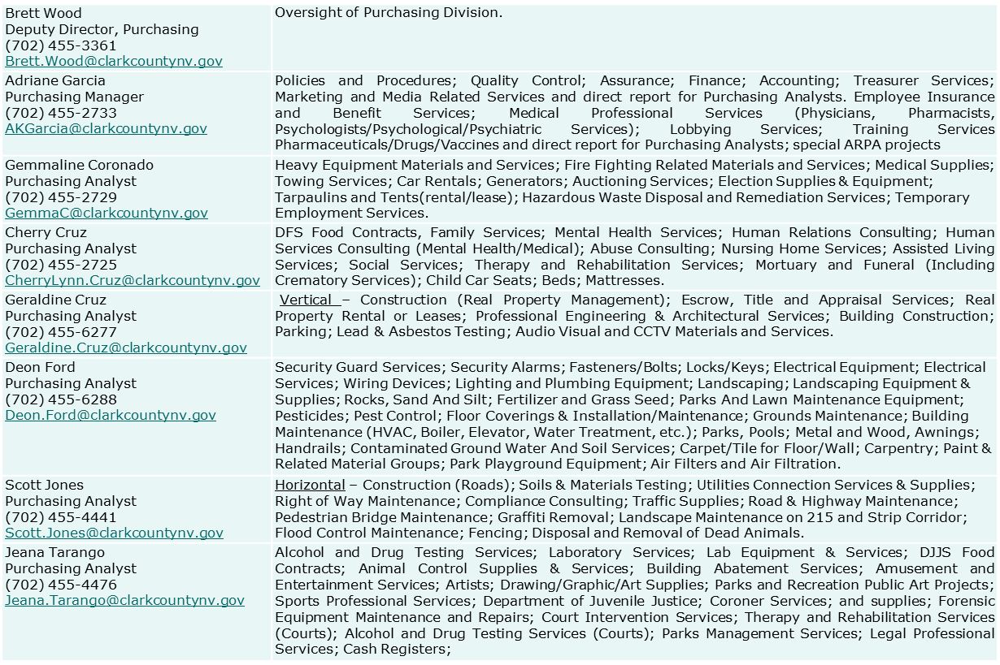 Brett Wood
Deputy Director, Purchasing
(702) 455-3361
Brett.Wood@clarkcountynv.gov
Oversight of Purchasing Division.
Adriane Garcia
Purchasing Manager
(702) 455-2733
AKGarcia@clarkcountynv.gov
Policies and Procedures; Quality Control; Assurance; Finance; Accounting; Treasurer Services;
Marketing and Media Related Services and direct report for Purchasing Analysts. Employee Insurance
and Benefit Services; Medical Professional Services (Physicians, Pharmacists,
Psychologists/Psychological/Psychiatric Services); Lobbying Services; Training Services
Pharmaceuticals/Drugs/Vaccines and direct report for Purchasing Analysts; special ARPA projects
Gemmaline Coronado
Purchasing Analyst
(702) 455-2729
GemmaC@clarkcountynv.gov
Heavy Equipment Materials and Services; Fire Fighting Related Materials and Services; Medical Supplies;
Towing Services; Car Rentals; Generators; Auctioning Services; Election Supplies & Equipment;
Tarpaulins and Tents(rental/lease); Hazardous Waste Disposal and Remediation Services; Temporary
Employment Services.
Cherry Cruz
Purchasing Analyst
(702) 455-2725
CherryLynn.Cruz@clarkcountynv.gov
DFS Food Contracts, Family Services; Mental Health Services; Human Relations Consulting; Human
Services Consulting (Mental Health/Medical); Abuse Consulting; Nursing Home Services; Assisted Living
Services; Social Services; Therapy and Rehabilitation Services; Mortuary and Funeral (Including
Crematory Services); Child Car Seats; Beds; Mattresses.
Geraldine Cruz
Purchasing Analyst
(702) 455-6277
Geraldine.Cruz@clarkcountynv.gov
Vertical – Construction (Real Property Management); Escrow, Title and Appraisal Services; Real
Property Rental or Leases; Professional Engineering & Architectural Services; Building Construction;
Parking; Lead & Asbestos Testing; Audio Visual and CCTV Materials and Services.
Deon Ford
Purchasing Analyst
(702) 455-6288
Deon.Ford@clarkcountynv.gov
Security Guard Services; Security Alarms; Fasteners/Bolts; Locks/Keys; Electrical Equipment; Electrical
Services; Wiring Devices; Lighting and Plumbing Equipment; Landscaping; Landscaping Equipment &
Supplies; Rocks, Sand And Silt; Fertilizer and Grass Seed; Parks And Lawn Maintenance Equipment;
Pesticides; Pest Control; Floor Coverings & Installation/Maintenance; Grounds Maintenance; Building
Maintenance (HVAC, Boiler, Elevator, Water Treatment, etc.); Parks, Pools; Metal and Wood, Awnings;
Handrails; Contaminated Ground Water And Soil Services; Carpet/Tile for Floor/Wall; Carpentry; Paint &
Related Material Groups; Park Playground Equipment; Air Filters and Air Filtration.
Scott Jones
Purchasing Analyst
(702) 455-4441
Scott.Jones@clarkcountynv.gov
Horizontal – Construction (Roads); Soils & Materials Testing; Utilities Connection Services & Supplies;
Right of Way Maintenance; Compliance Consulting; Traffic Supplies; Road & Highway Maintenance;
Pedestrian Bridge Maintenance; Graffiti Removal; Landscape Maintenance on 215 and Strip Corridor;
Flood Control Maintenance; Fencing; Disposal and Removal of Dead Animals.
Jeana Tarango
Purchasing Analyst
(702) 455-4476
Jeana.Tarango@clarkcountynv.gov
Alcohol and Drug Testing Services; Laboratory Services; Lab Equipment & Services; DJJS Food
Contracts; Animal Control Supplies & Services; Building Abatement Services; Amusement and
Entertainment Services; Artists; Drawing/Graphic/Art Supplies; Parks and Recreation Public Art Projects;
Sports Professional Services; Department of Juvenile Justice; Coroner Services; and supplies; Forensic
Equipment Maintenance and Repairs; Court Intervention Services; Therapy and Rehabilitation Services
(Courts); Alcohol and Drug Testing Services (Courts); Parks Management Services; Legal Professional
Services; Cash Registers;